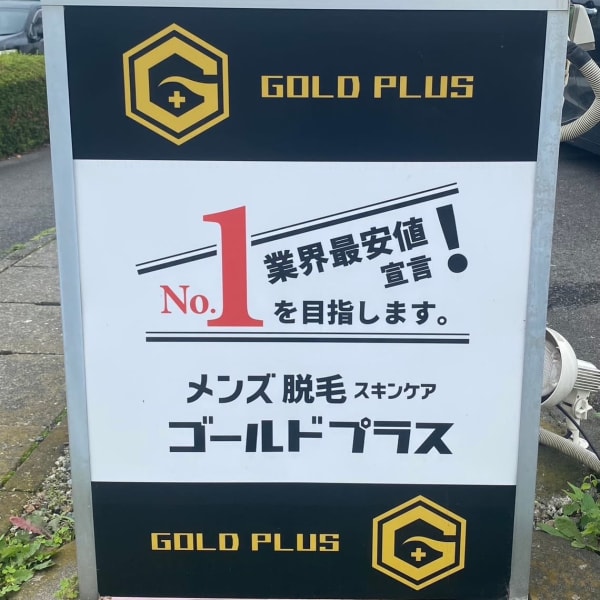 GOLD PLUS
業界最安値
宣言!
No.1を目指します。
メンズ脱毛 スキンケア
ゴールドプラス
GOLD PLUS